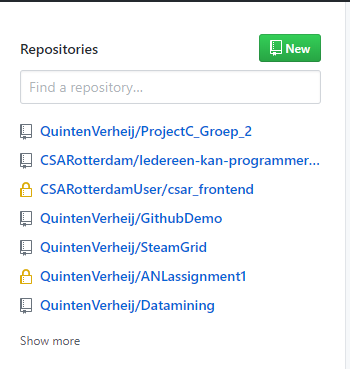 Repositories
New
Find a repository...
QuintenVerheij/ProjectC_Groep_2
CSARotterdam/Iedereen-kan-programmer...
CSARotterdamUser/csar_frontend
QuintenVerheij/GithubDemo
QuintenVerheij/SteamGrid
QuintenVerheij/ANLassignment1
QuintenVerheij/Datamining
Show more